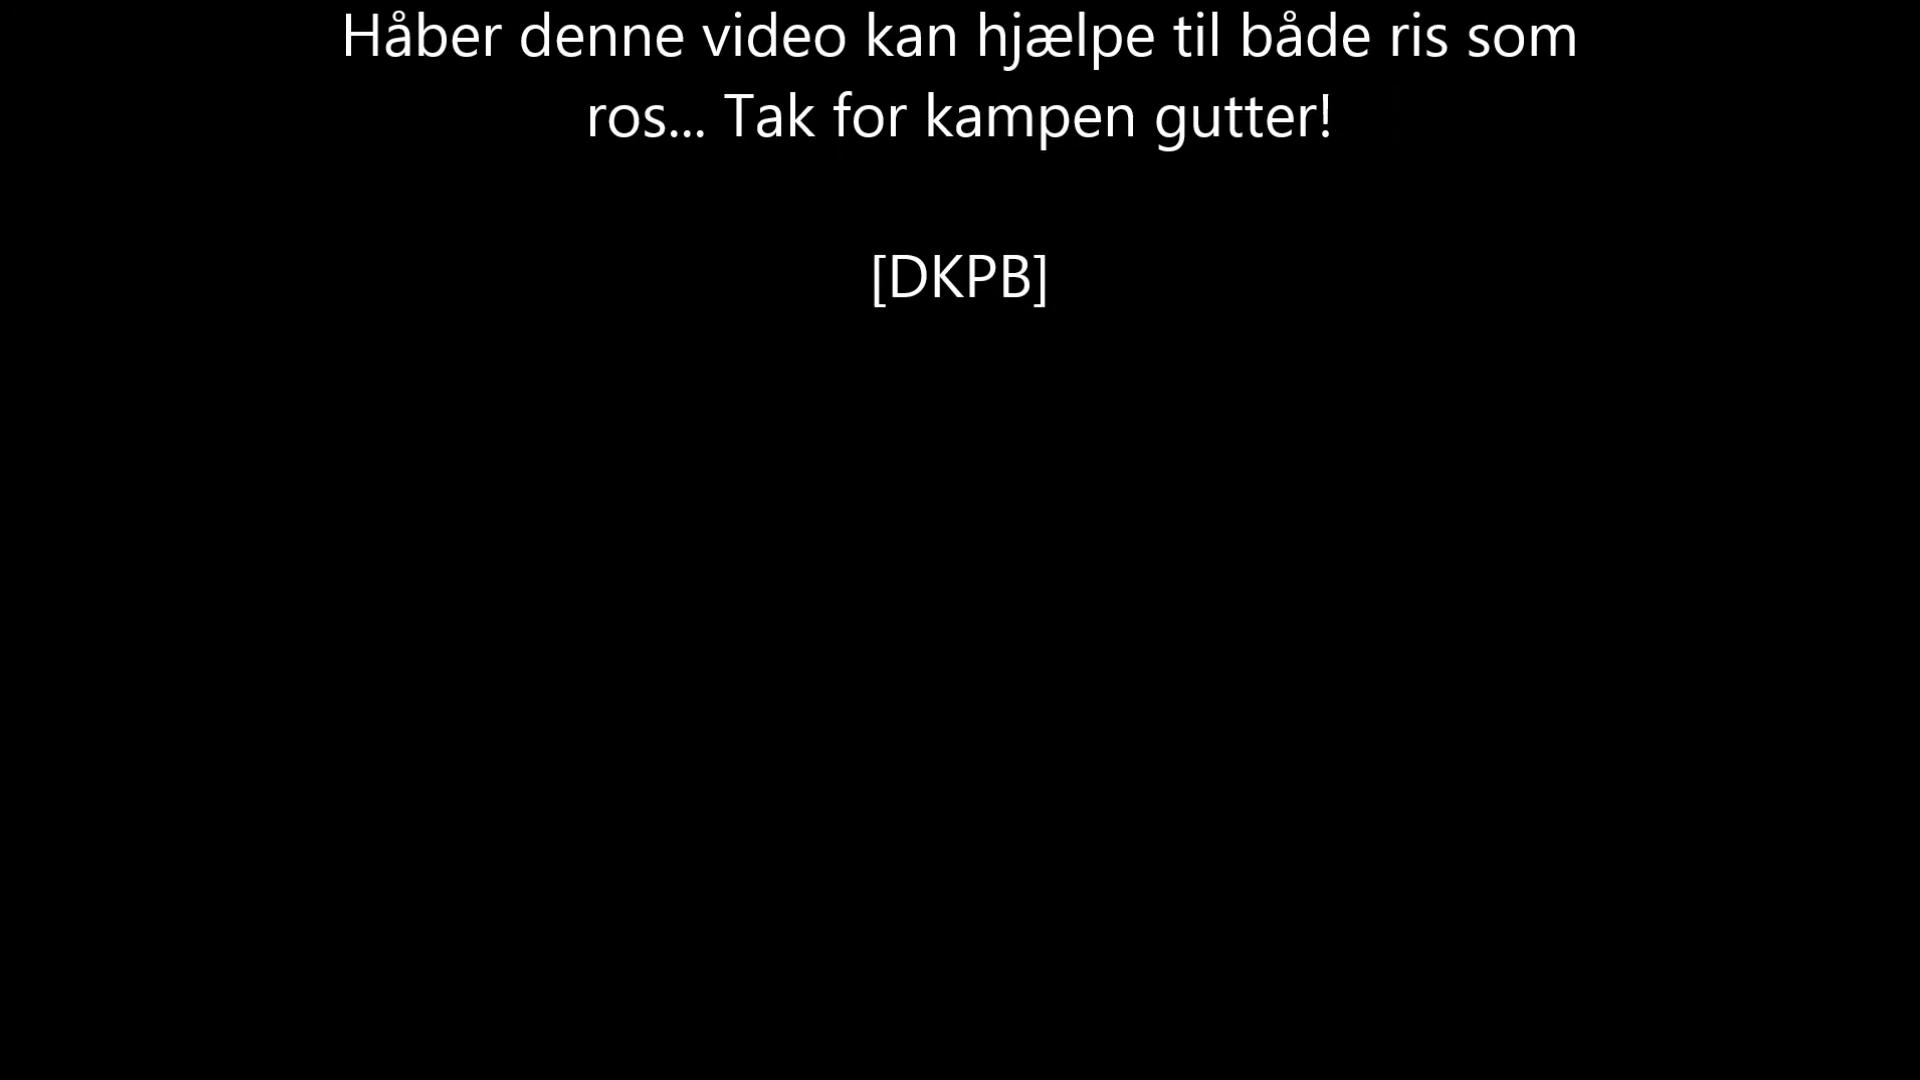 Håber denne video kan hjælpe til både ris som
ros... Tak for kampen gutter!
[DKPB]